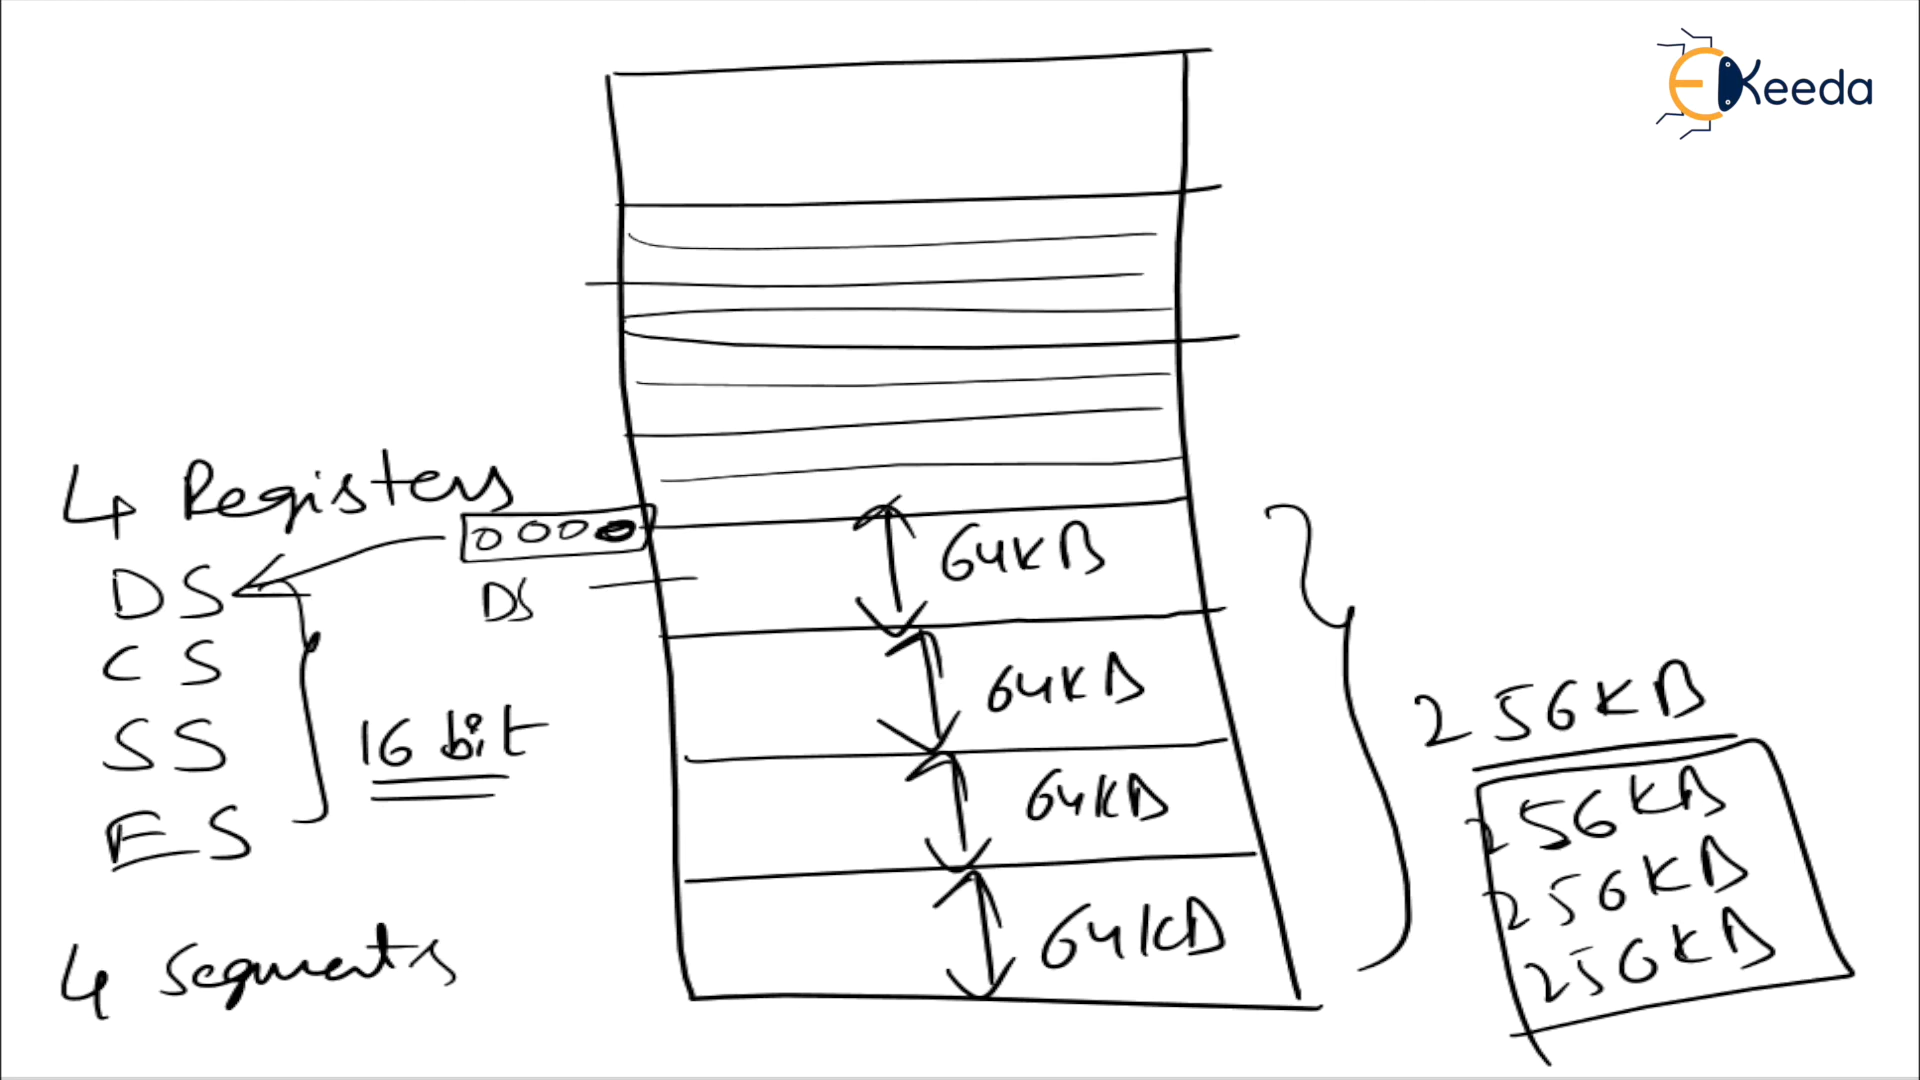 EKeeda
4 Registers
0000
DS
DS
CS
SS
ES
16 bit
4 segments
64KB
64KB
64KB
64KB
256KB
256KB
256KB
256KB